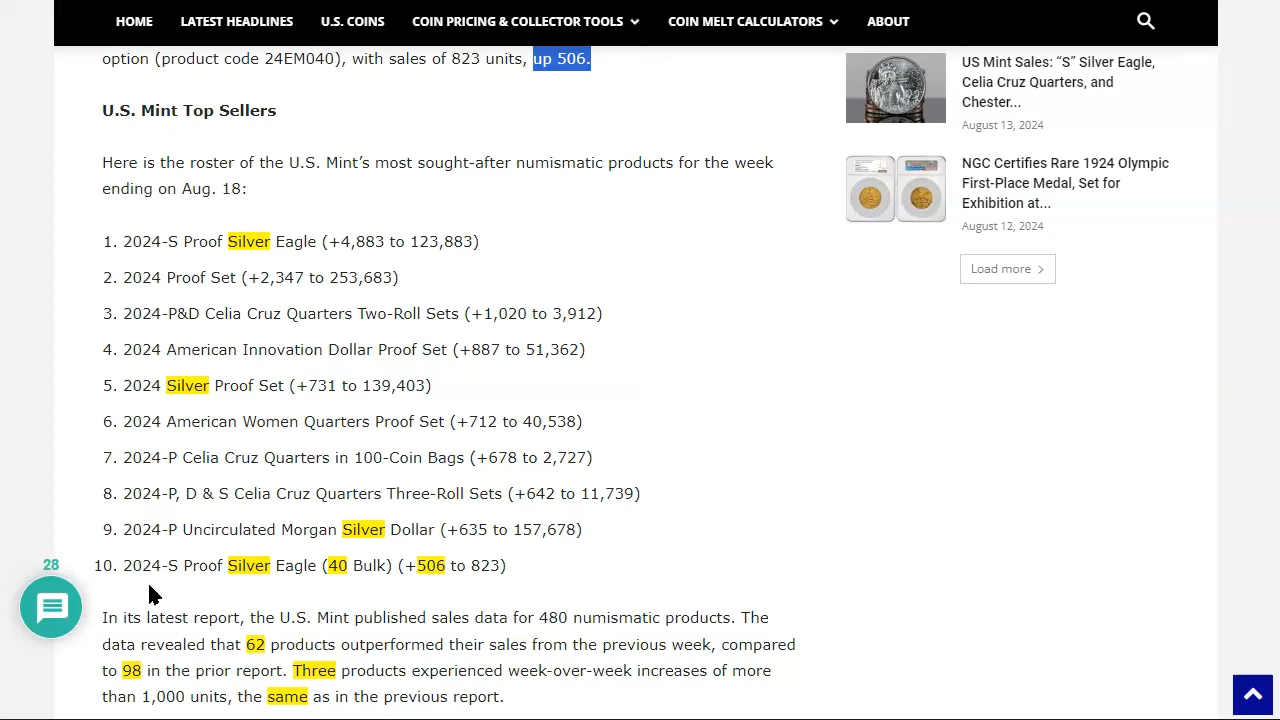 HOME LATEST HEADLINES U.S. COINS COIN PRICING & COLLECTOR TOOLS COIN MELT CALCULATORS ABOUT
option (product code 24EM040), with sales of 823 units, up 506.
U.S. Mint Top Sellers
Here is the roster of the U.S. Mint’s most sought-after numismatic products for the week
ending on Aug. 18:
1. 2024-S Proof Silver Eagle (+4,883 to 123,883)
2. 2024 Proof Set (+2,347 to 253,683)
3. 2024-P&D Celia Cruz Quarters Two-Roll Sets (+1,020 to 3,912)
4. 2024 American Innovation Dollar Proof Set (+887 to 51,362)
5. 2024 Silver Proof Set (+731 to 139,403)
6. 2024 American Women Quarters Proof Set (+712 to 40,538)
7. 2024-P Celia Cruz Quarters in 100-Coin Bags (+678 to 2,727)
8. 2024-P, D & S Celia Cruz Quarters Three-Roll Sets (+642 to 11,739)
9. 2024-P Uncirculated Morgan Silver Dollar (+635 to 157,678)
10. 2024-S Proof Silver Eagle (40 Bulk) (+506 to 823)
In its latest report, the U.S. Mint published sales data for 480 numismatic products. The
data revealed that 62 products outperformed their sales from the previous week, compared
to 98 in the prior report. Three products experienced week-over-week increases of more
than 1,000 units, the same as in the previous report.
28
US Mint Sales: “S” Silver Eagle,
Celia Cruz Quarters, and
Chester...
August 13, 2024
NGC Certifies Rare 1924 Olympic
First-Place Medal, Set for
Exhibition at...
August 12, 2024
Load more